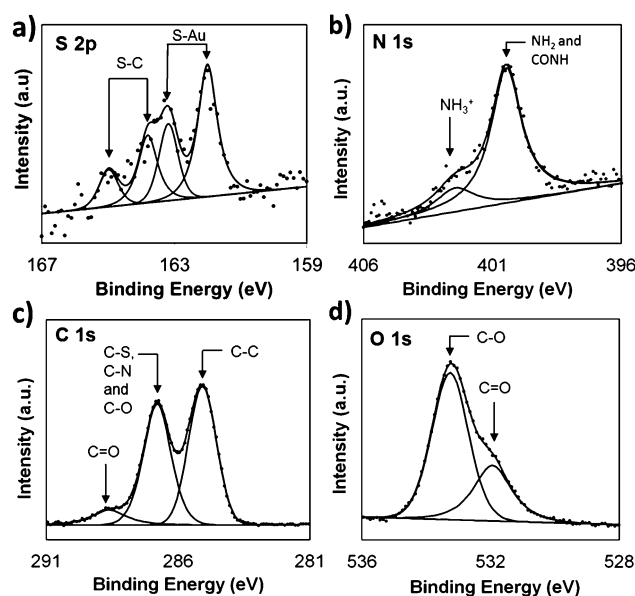 a)
S 2p
S-C
S-Au
Intensity (a.u)
167
163
159
Binding Energy (eV)
b)
N 1s
NH₂ and
CONH
NH₃⁺
Intensity (a.u.)
406
401
396
Binding Energy (eV)
c)
C 1s
C-S,
C-N
and
C-O
C-C
C=O
Intensity (a.u.)
291
286
281
Binding Energy (eV)
d)
O 1s
C-O
C=O
Intensity (a.u.)
536
532
528
Binding Energy (eV)